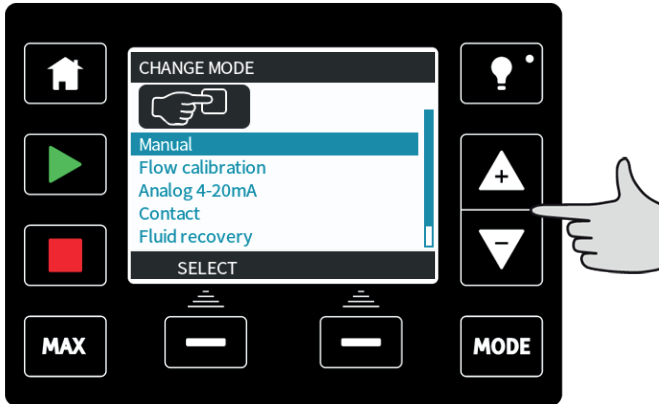 CHANGE MODE
Manual
Flow calibration
Analog 4-20mA
Contact
Fluid recovery
SELECT
+
-
MAX
MODE